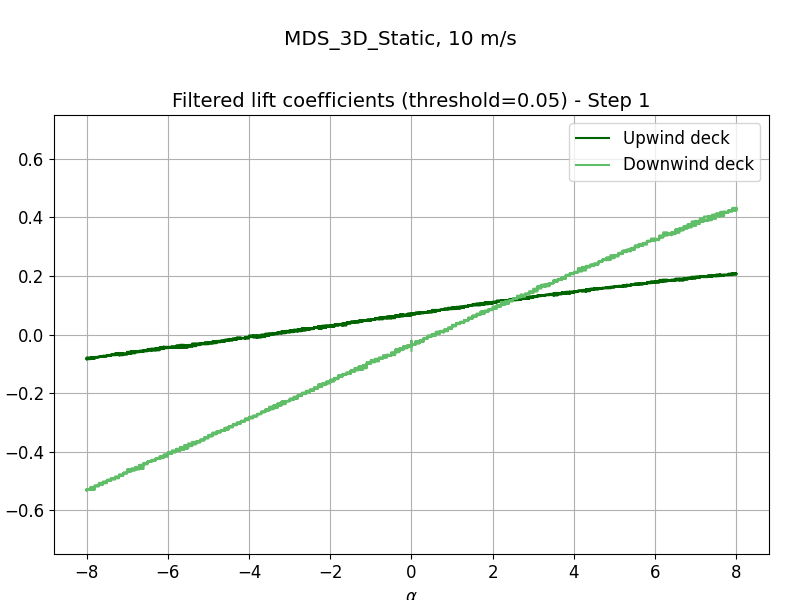 MDS_3D_Static, 10 m/s
Filtered lift coefficients (threshold=0.05) - Step 1
Upwind deck
Downwind deck
0.6
0.4
0.2
0.0
−0.2
−0.4
−0.6
−8 −6 −4 −2 0 2 4 6 8
α